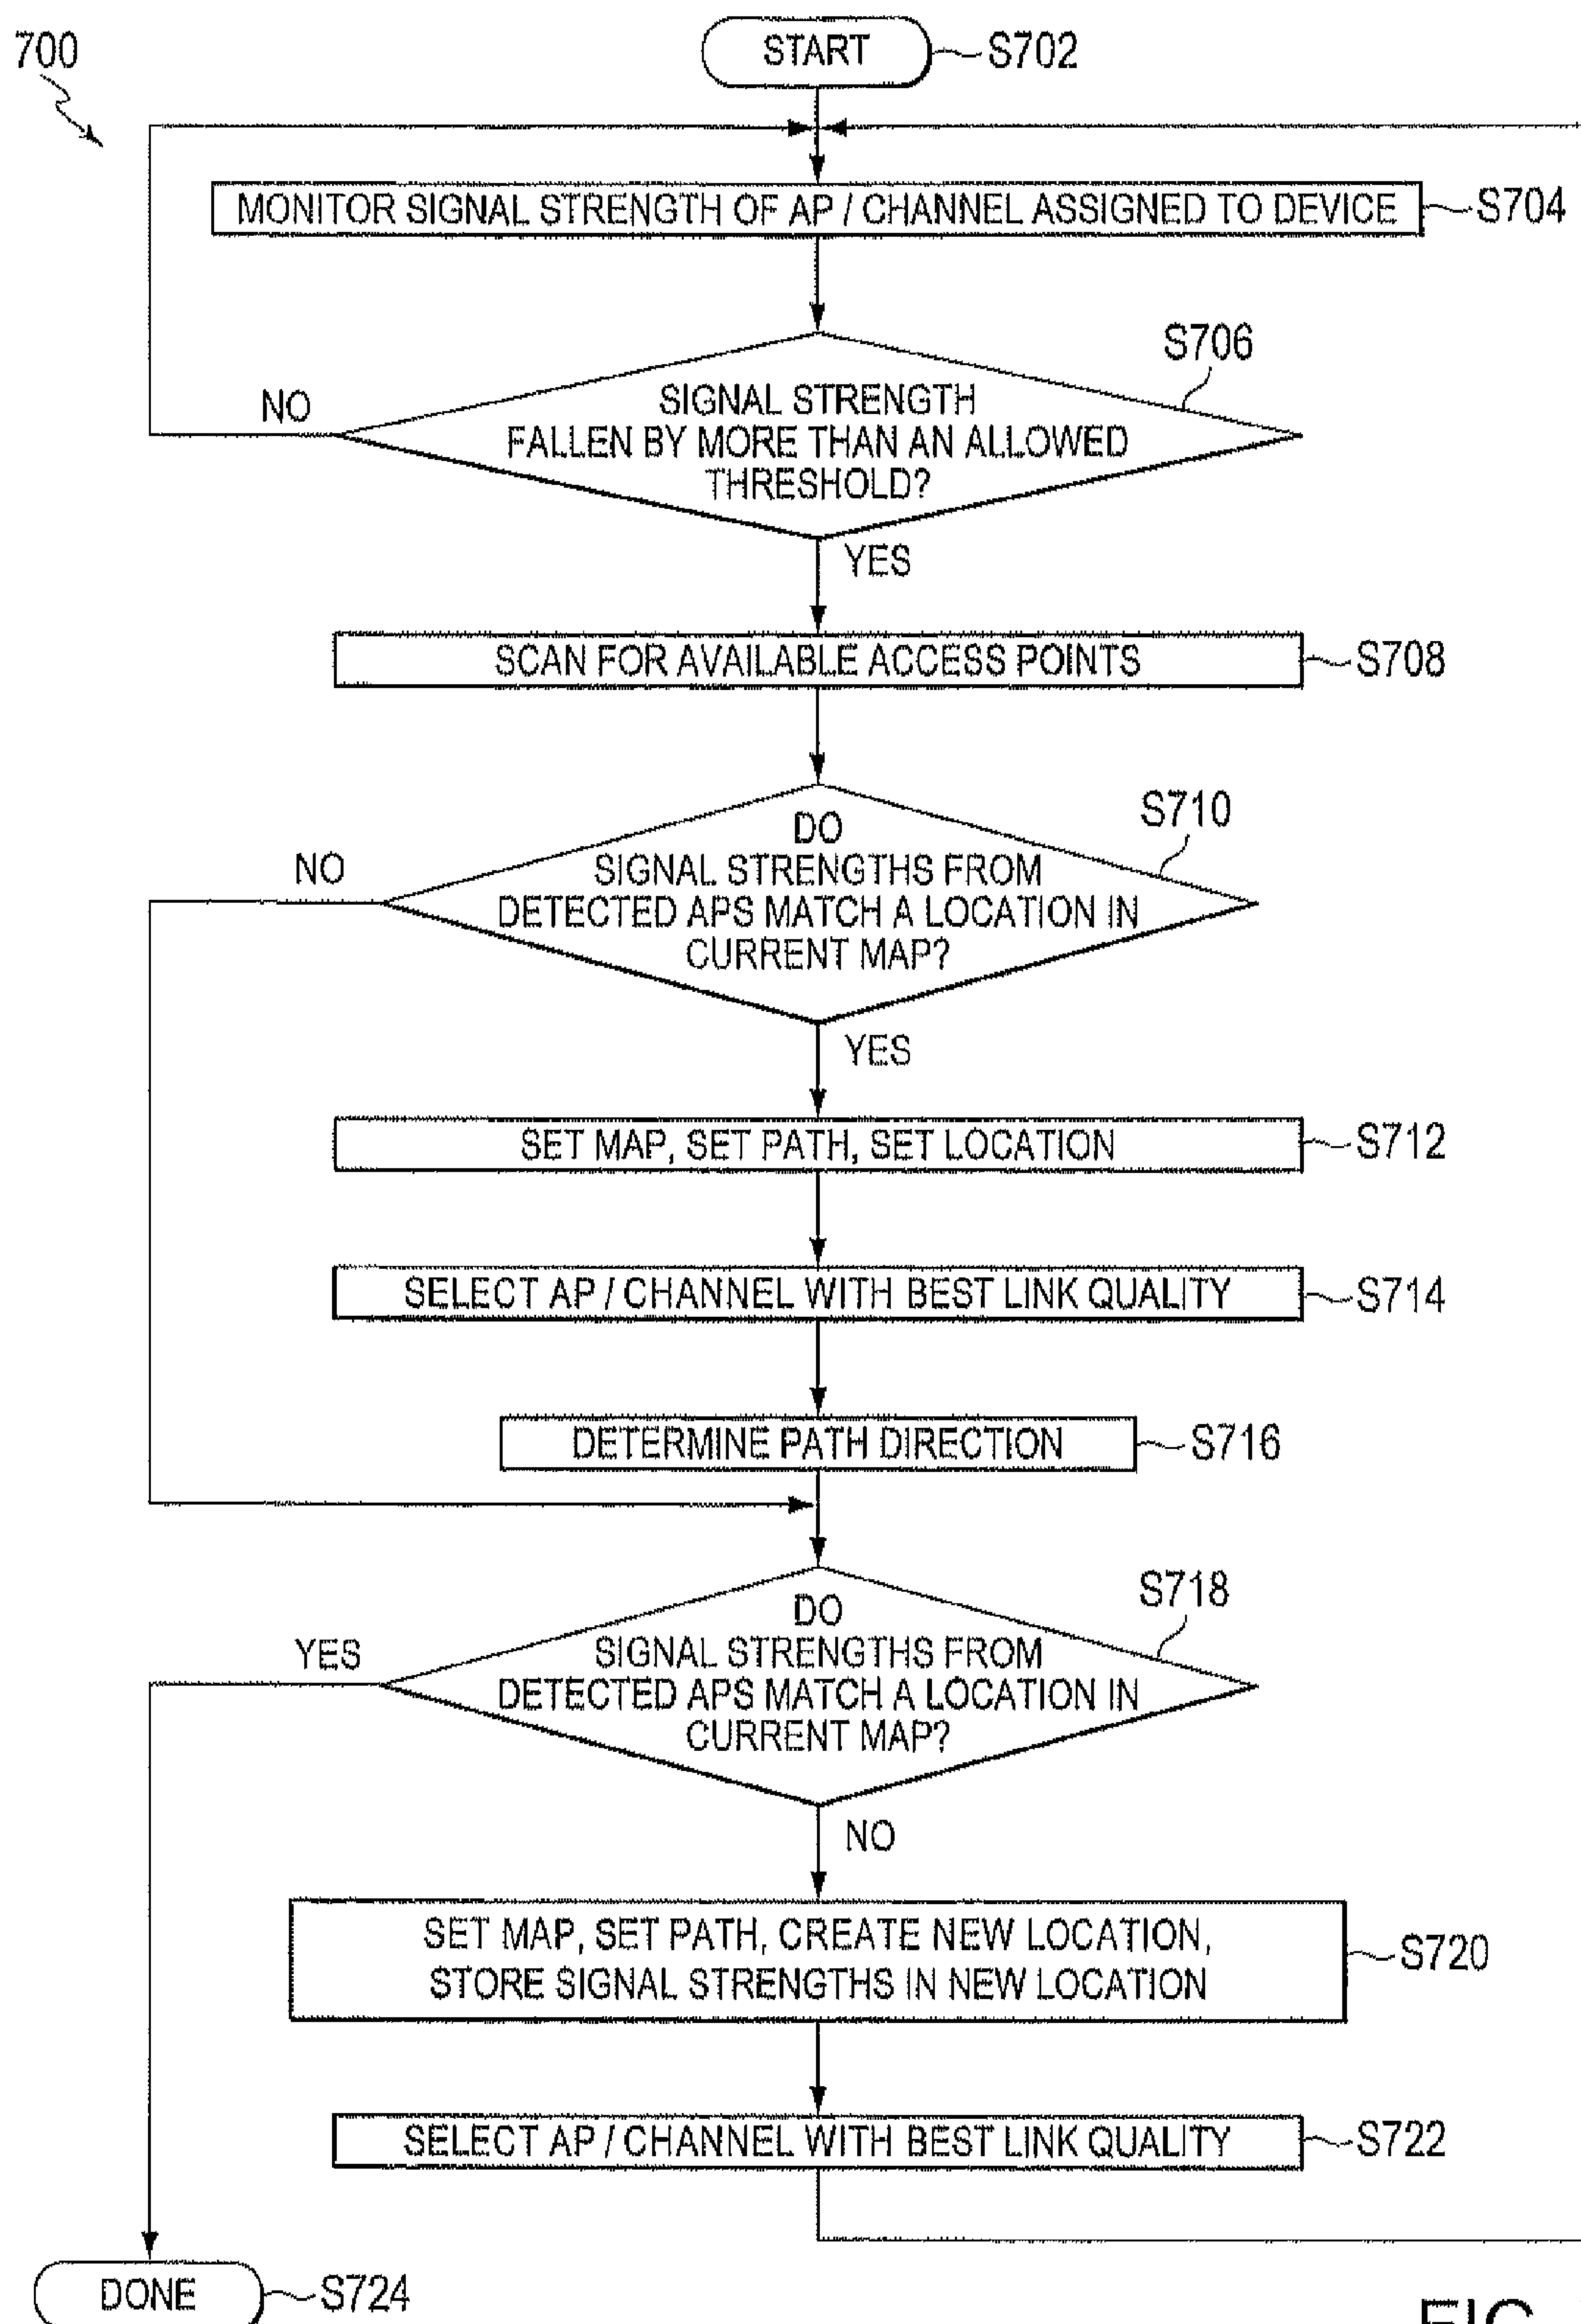 700
START
S702
MONITOR SIGNAL STRENGTH OF AP / CHANNEL ASSIGNED TO DEVICE
S704
S706
SIGNAL STRENGTH
FALLEN BY MORE THAN AN ALLOWED
THRESHOLD?
NO
YES
SCAN FOR AVAILABLE ACCESS POINTS
S708
S710
DO
SIGNAL STRENGTHS FROM
DETECTED APS MATCH A LOCATION IN
CURRENT MAP?
NO
YES
SET MAP, SET PATH, SET LOCATION
S712
SELECT AP / CHANNEL WITH BEST LINK QUALITY
S714
DETERMINE PATH DIRECTION
S716
S718
DO
SIGNAL STRENGTHS FROM
DETECTED APS MATCH A LOCATION IN
CURRENT MAP?
YES
NO
SET MAP, SET PATH, CREATE NEW LOCATION,
STORE SIGNAL STRENGTHS IN NEW LOCATION
S720
SELECT AP / CHANNEL WITH BEST LINK QUALITY
S722
DONE
S724